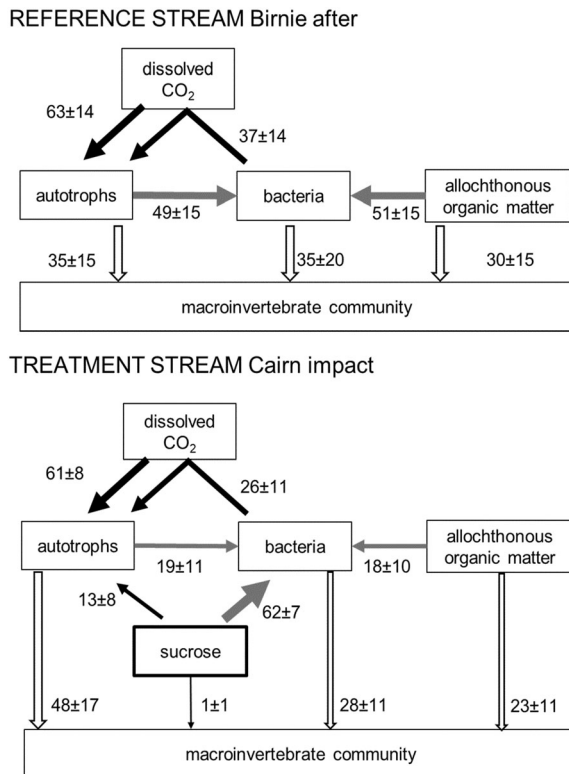 REFERENCE STREAM Birnie after
dissolved
CO₂
63±14
37±14
autotrophs
bacteria
allochthonous
organic matter
49±15
51±15
35±15
35±20
30±15
macroinvertebrate community
TREATMENT STREAM Cairn impact
dissolved
CO₂
61±8
26±11
autotrophs
bacteria
allochthonous
organic matter
19±11
18±10
13±8
62±7
sucrose
48±17
1±1
28±11
23±11
macroinvertebrate community